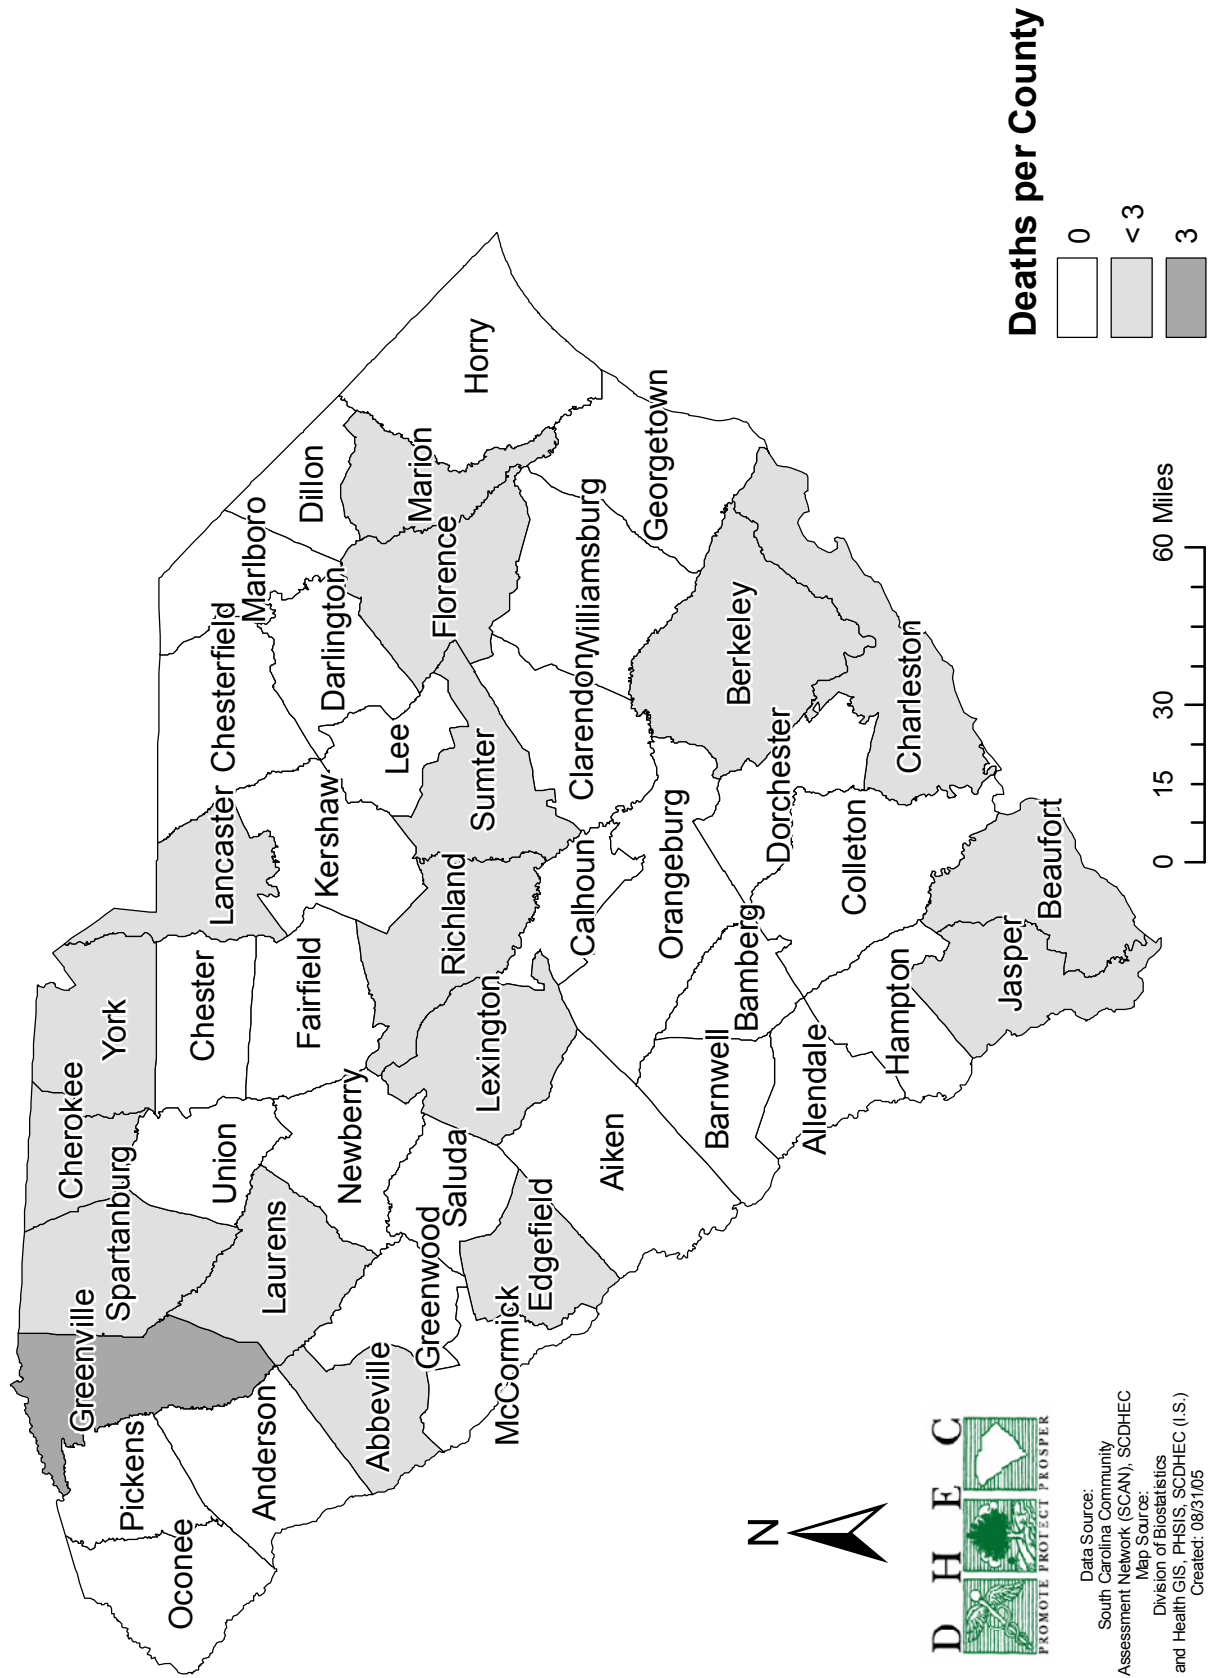 Cherokee
York
Greenville
Spartanburg
Lancaster
Chesterfield
Marlboro
Pickens
Chester
Union
Dillon
Oconee
Laurens
Fairfield
Kershaw
Darlington
Anderson
Newberry
Lee
Marion
Abbeville
Greenwood
Saluda
Richland
Florence
Horry
Lexington
Sumter
McCormick
Edgefield
Calhoun
Clarendon
Williamsburg
Aiken
Orangeburg
Georgetown
Barnwell
Bamberg
Berkeley
Dorchester
Allendale
Colleton
Hampton
Charleston
Jasper
Beaufort
N
D H E C
PROMOTE PROTECT PROSPER
Data Source:
South Carolina Community
Assessment Network (SCAN), SCDHEC
Map Source:
Division of Biostatistics
and Health GIS, PHSIS, SCDHEC (I.S.)
Created: 08/31/05
0 15 30 60 Miles
Deaths per County
0
< 3
3